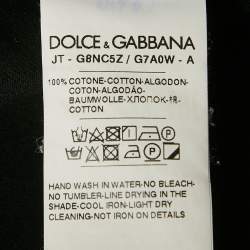 DOLCE & GABBANA
JT - G8NC5Z / G7A0W - A
100% COTONE-COTTON-ALGODON-
COTON-ALGODÃO-
BAUMWOLLE-ХЛОПОК-棉-
COTTON
HAND WASH IN WATER-NO BLEACH-
NO TUMBLER-LINE DRYING IN THE
SHADE-COOL IRON-LIGHT DRY
CLEANING-NOT IRON ON DETAILS